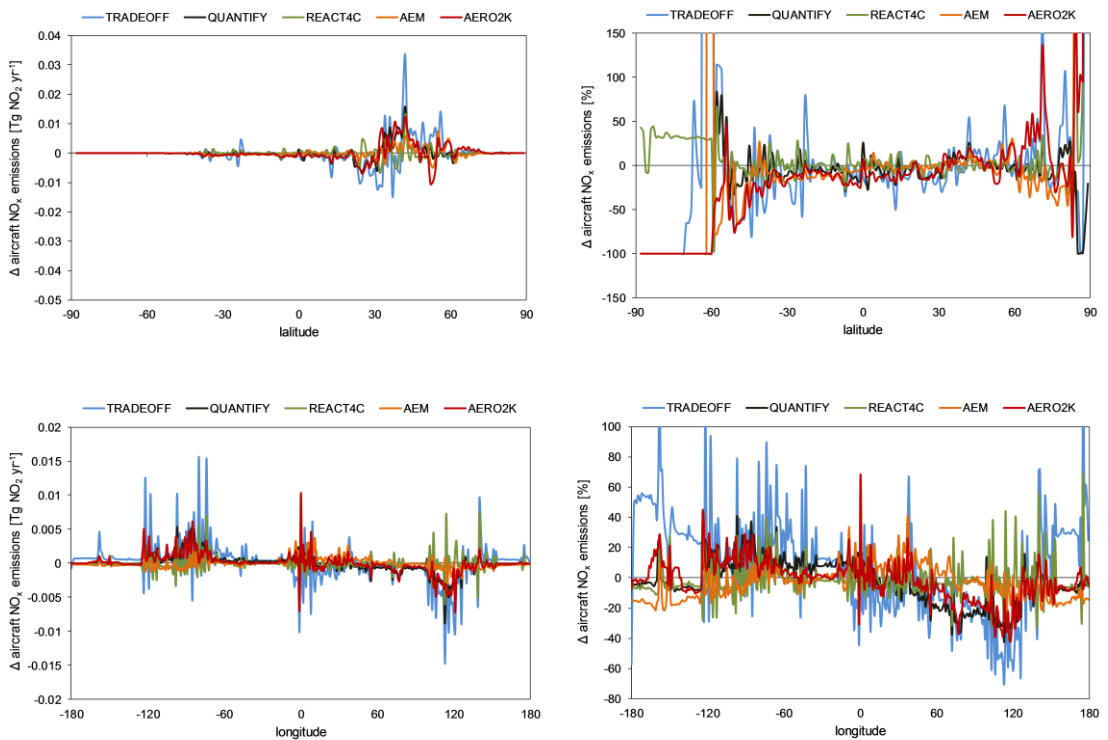 TRADEOFF QUANTIFY REACT4C AEM AERO2K
Δ aircraft NOx emissions [Tg NO2 yr-1]
0.04
0.03
0.02
0.01
0
-0.01
-0.02
-0.03
-0.04
-0.05
-90 -60 -30 0 30 60 90
lalitude
TRADEOFF QUANTIFY REACT4C AEM AERO2K
Δ aircraft NOx emissions [%]
150
100
50
0
-50
-100
-150
-90 -60 -30 0 30 60 90
lalitude
TRADEOFF QUANTIFY REACT4C AEM AERO2K
Δ aircraft NOx emissions [Tg NO2 yr-1]
0.02
0.015
0.01
0.005
0
-0.005
-0.01
-0.015
-0.02
-180 -120 -60 0 60 120 180
longitude
TRADEOFF QUANTIFY REACT4C AEM AERO2K
Δ aircraft NOx emissions [%]
100
80
60
40
20
0
-20
-40
-60
-80
-180 -120 -60 0 60 120 180
longitude